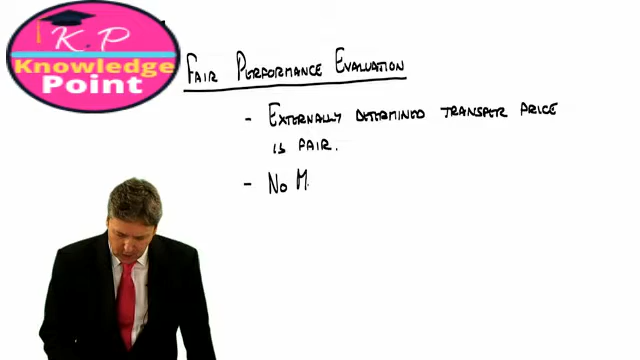 K.P
Knowledge
Point
FAIR PERFORMANCE EVALUATION
- EXTERNALLY DETERMINED TRANSFER PRICE
IS FAIR.
- NO M